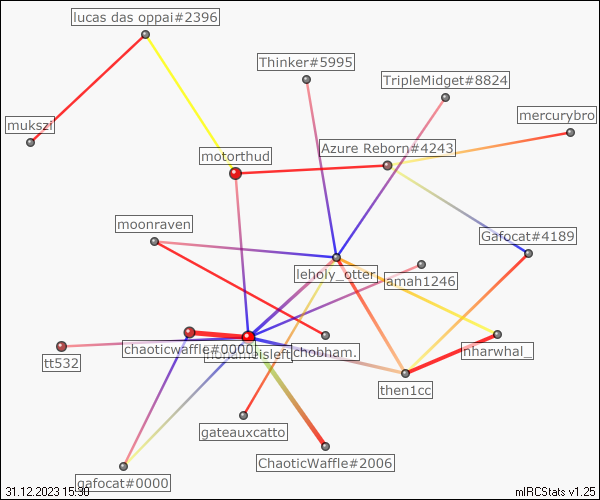 lucas das oppai#2396
Thinker#5995
TripleMidget#8824
mukszi
mercurybro
motorthud
Azure Reborn#4243
moonraven
Gafocat#4189
leholy_otter
amah1246
chaoticwaffle#0000
chobham.
nharwhal_
tt532
then1cc
gateauxcatto
ChaoticWaffle#2006
gafocat#0000
31.12.2023 15:30
mIRCStats v1.25